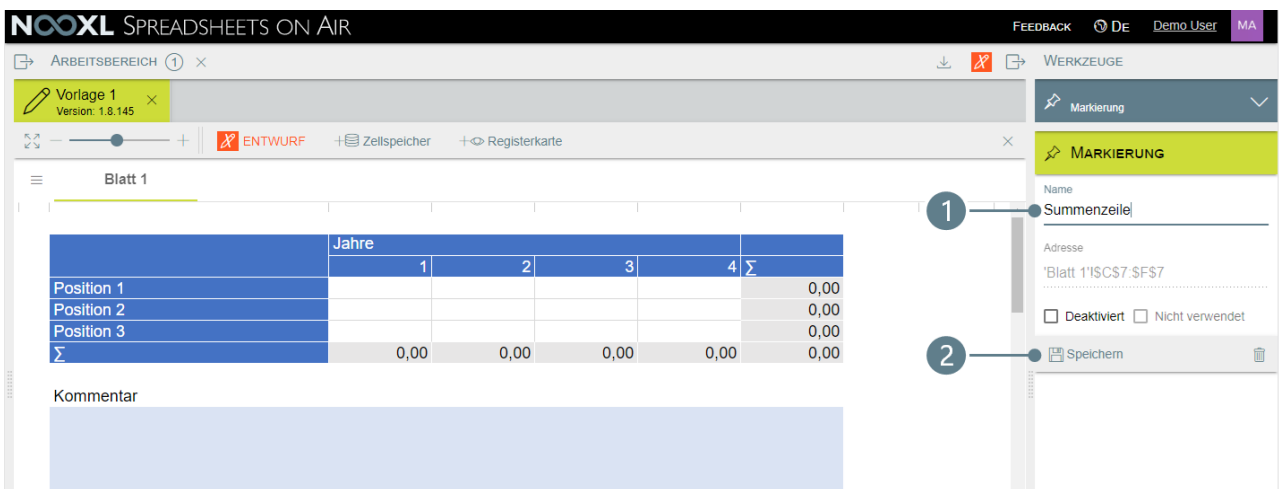 NOOXL SPREADSHEETS ON AIR FEEDBACK DE Demo User MA
ARBEITSBEREICH 1 × WERKZEUGE
Vorlage 1 ×
Version: 1.8.145
Markierung
ENTWURF Zellspeicher Registerkarte ×
MARKIERUNG
Blatt 1
Name
1 Summenzeile
Jahre
Adresse
1 2 3 4 Σ
'Blatt 1'!$C$7:$F$7
Position 1 0,00
Position 2 0,00
Position 3 0,00
Deaktiviert Nicht verwendet
Σ 0,00 0,00 0,00 0,00 0,00
2 Speichern
Kommentar